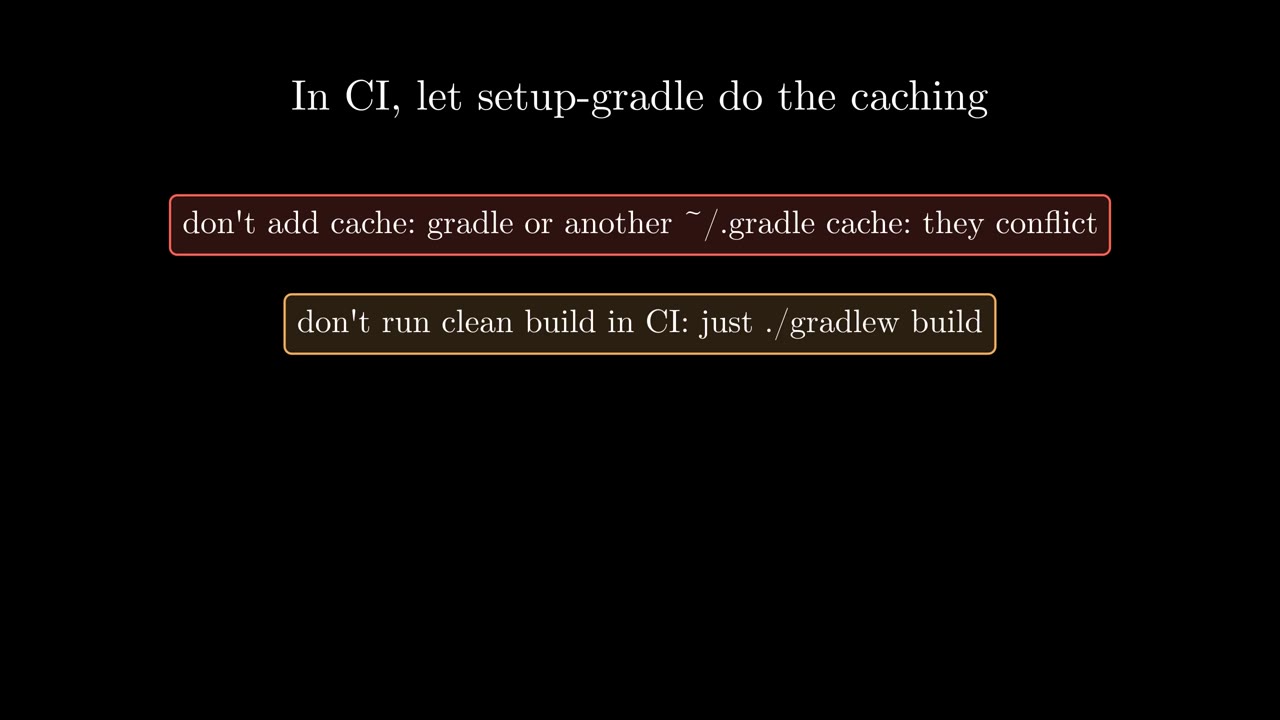 In CI, let setup-gradle do the caching
don't add cache: gradle or another ~/.gradle cache: they conflict
don't run clean build in CI: just ./gradlew build